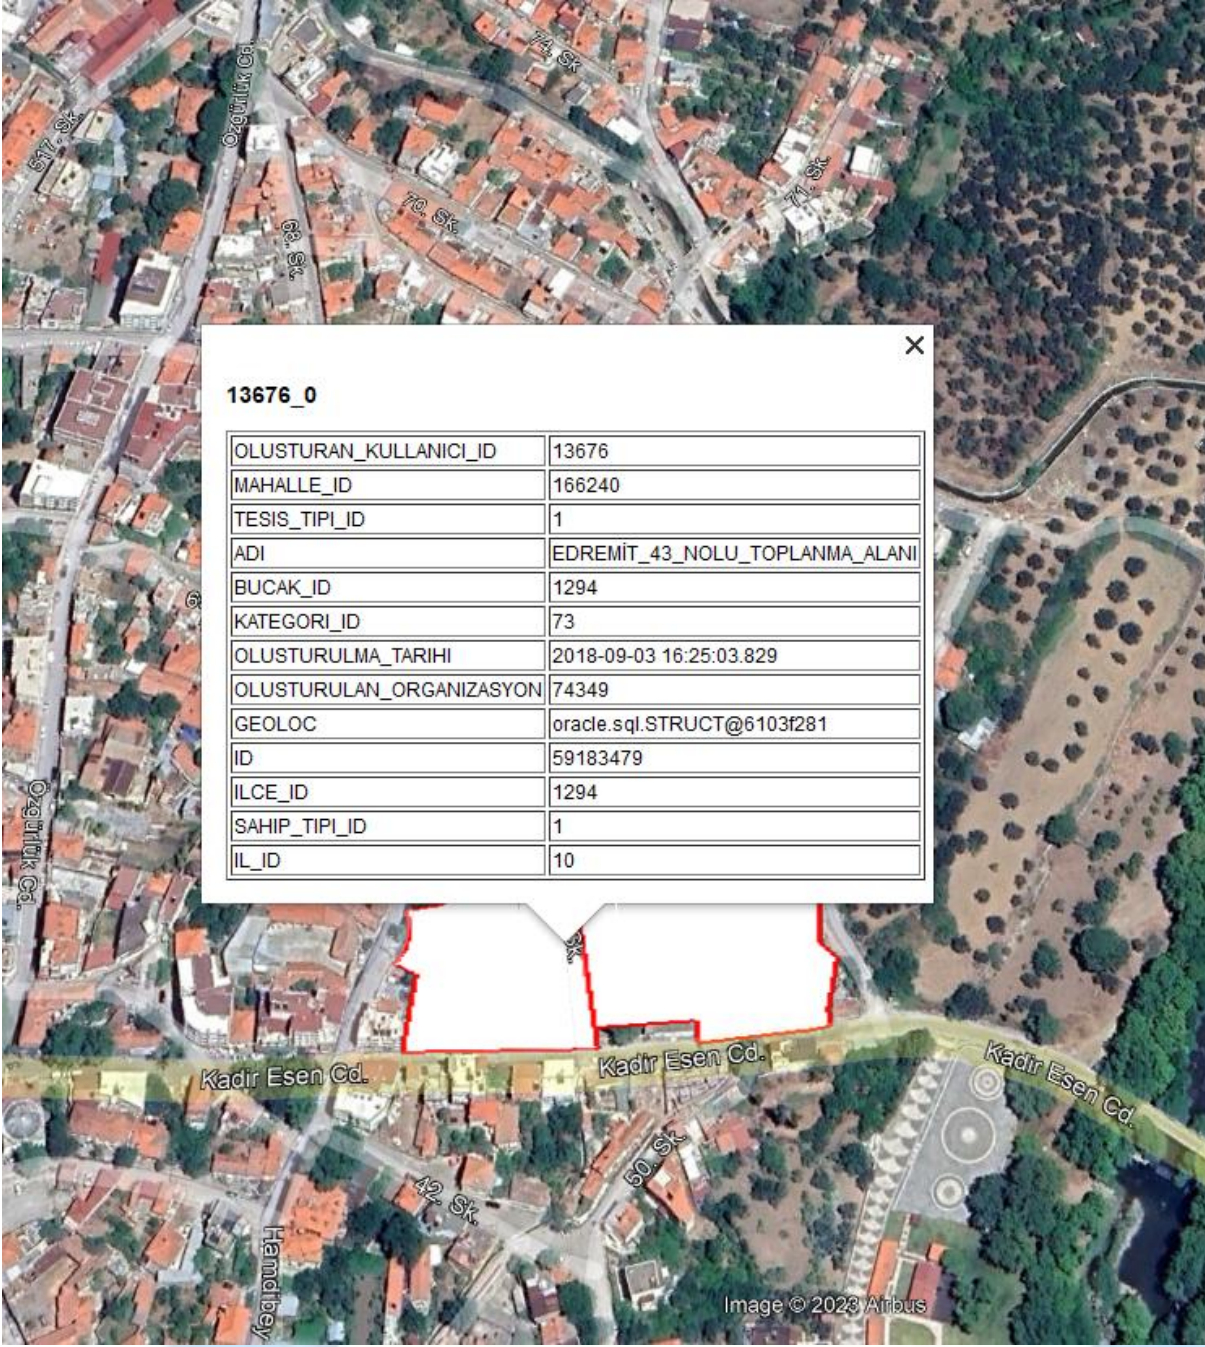 74. Sk
Özgürlük Cd.
517. Sk.
71. Sk.
70. Sk.
68. Sk.
13676_0
OLUSTURAN_KULLANICI_ID 13676
MAHALLE_ID 166240
TESIS_TIPI_ID 1
ADI EDREMİT_43_NOLU_TOPLANMA_ALANI
BUCAK_ID 1294
KATEGORI_ID 73
OLUSTURULMA_TARIHI 2018-09-03 16:25:03.829
OLUSTURULAN_ORGANIZASYON 74349
GEOLOC oracle.sql.STRUCT@6103f281
ID 59183479
ILCE_ID 1294
SAHIP_TIPI_ID 1
IL_ID 10
Özgürlük Cd.
Sk.
Kadir Esen Cd.
Kadir Esen Cd.
Kadir Esen Cd.
50. Sk.
42. Sk.
Hamdibey
Image © 2023 Airbus